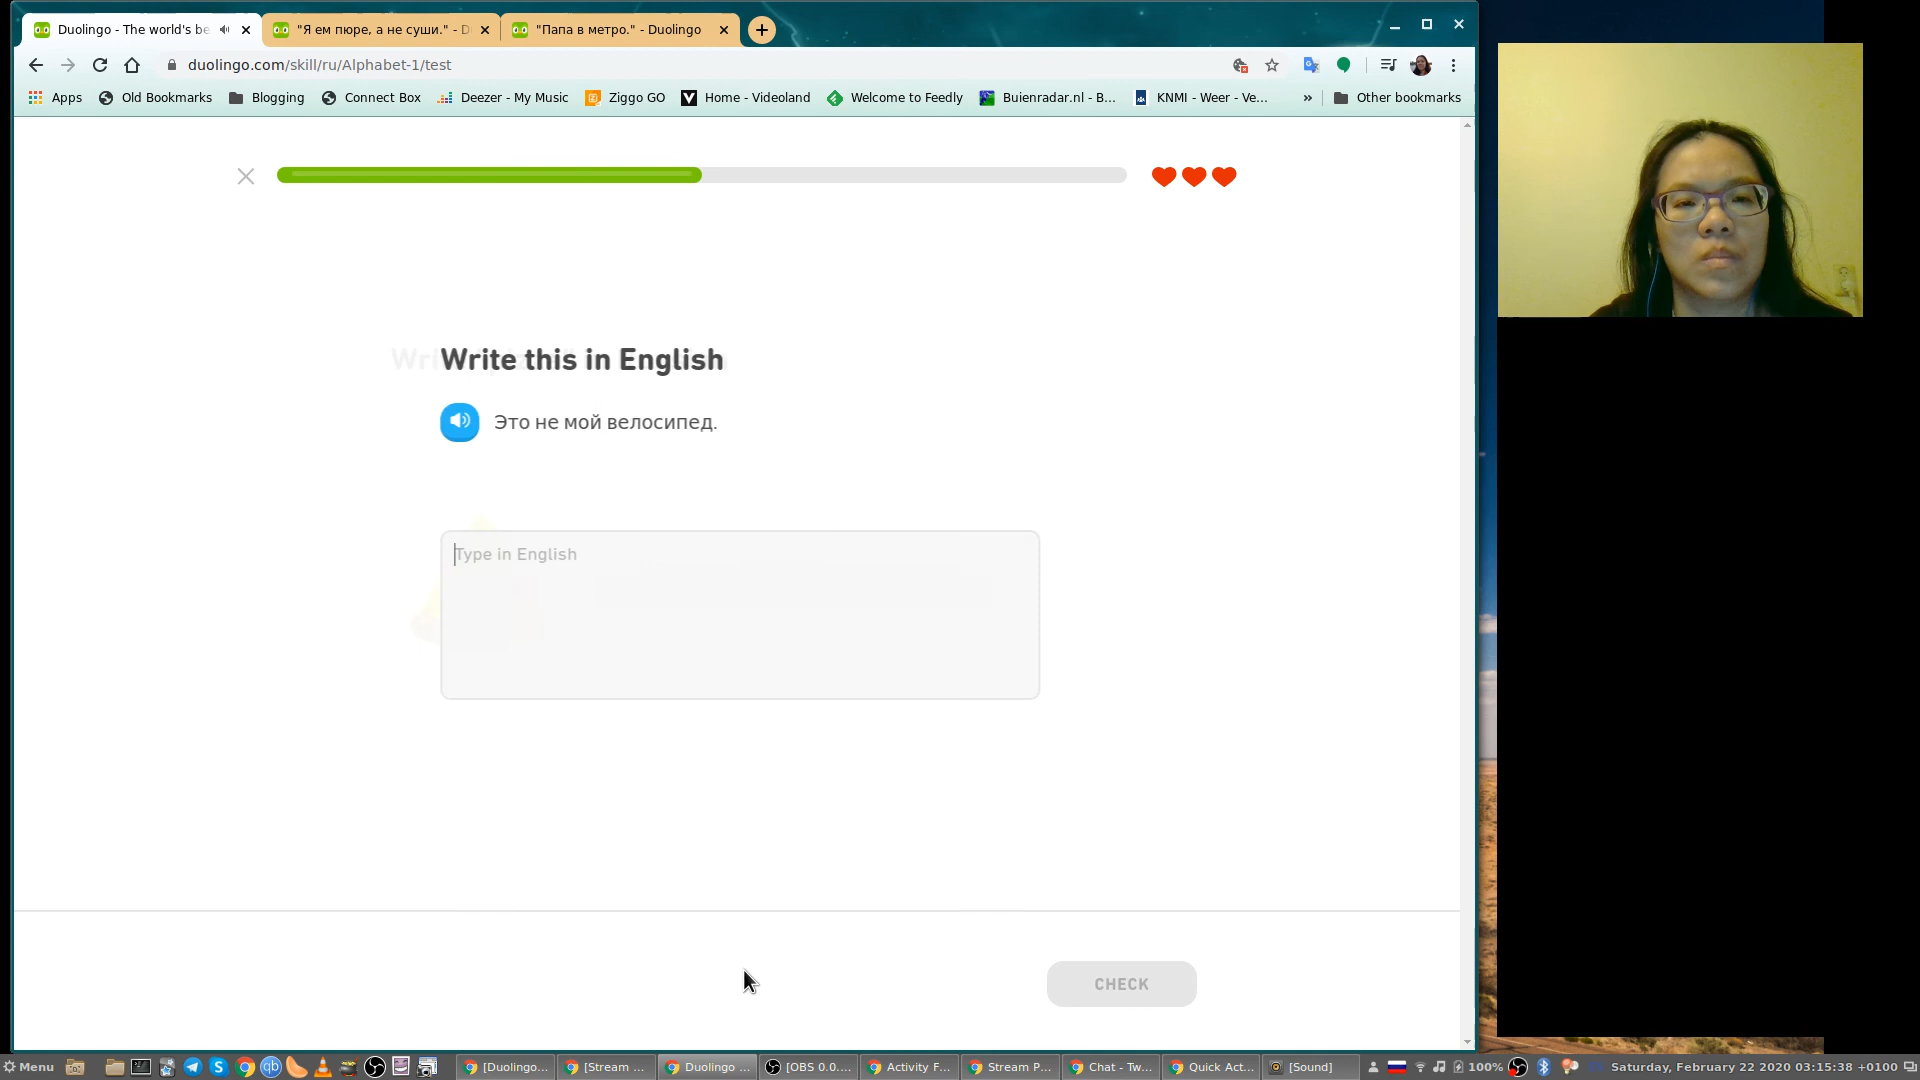 Duolingo - The world's be
"Я ем пюре, а не суши." - D
"Папа в метро." - Duolingo
duolingo.com/skill/ru/Alphabet-1/test
Apps
Old Bookmarks
Blogging
Connect Box
Deezer - My Music
Ziggo GO
Home - Videoland
Welcome to Feedly
Buienradar.nl - B...
KNMI - Weer - Ve...
»
Other bookmarks
Write this in English
Это не мой велосипед.
Type in English
CHECK
Menu
[Duolingo...
[Stream ...
Duolingo ...
[OBS 0.0....
Activity F...
Stream P...
Chat - Tw...
Quick Act...
[Sound]
100%
Saturday, February 22 2020 03:15:38 +0100